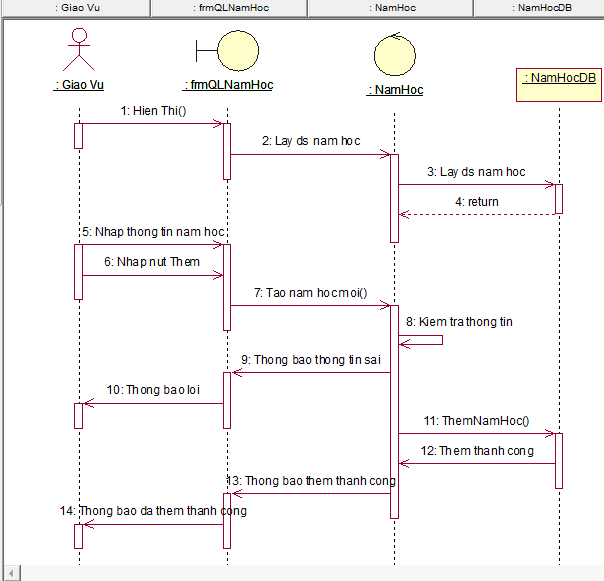 : Giao Vu
: frmQLNamHoc
: NamHoc
: NamHocDB
: Giao Vu
: frmQLNamHoc
: NamHoc
: NamHocDB
1: Hien Thi()
2: Lay ds nam hoc
3: Lay ds nam hoc
4: return
5: Nhap thong tin nam hoc
6: Nhap nut Them
7: Tao nam hoc moi()
8: Kiem tra thong tin
9: Thong bao thong tin sai
10: Thong bao loi
11: ThemNamHoc()
12: Them thanh cong
13: Thong bao them thanh cong
14: Thong bao da them thanh cong